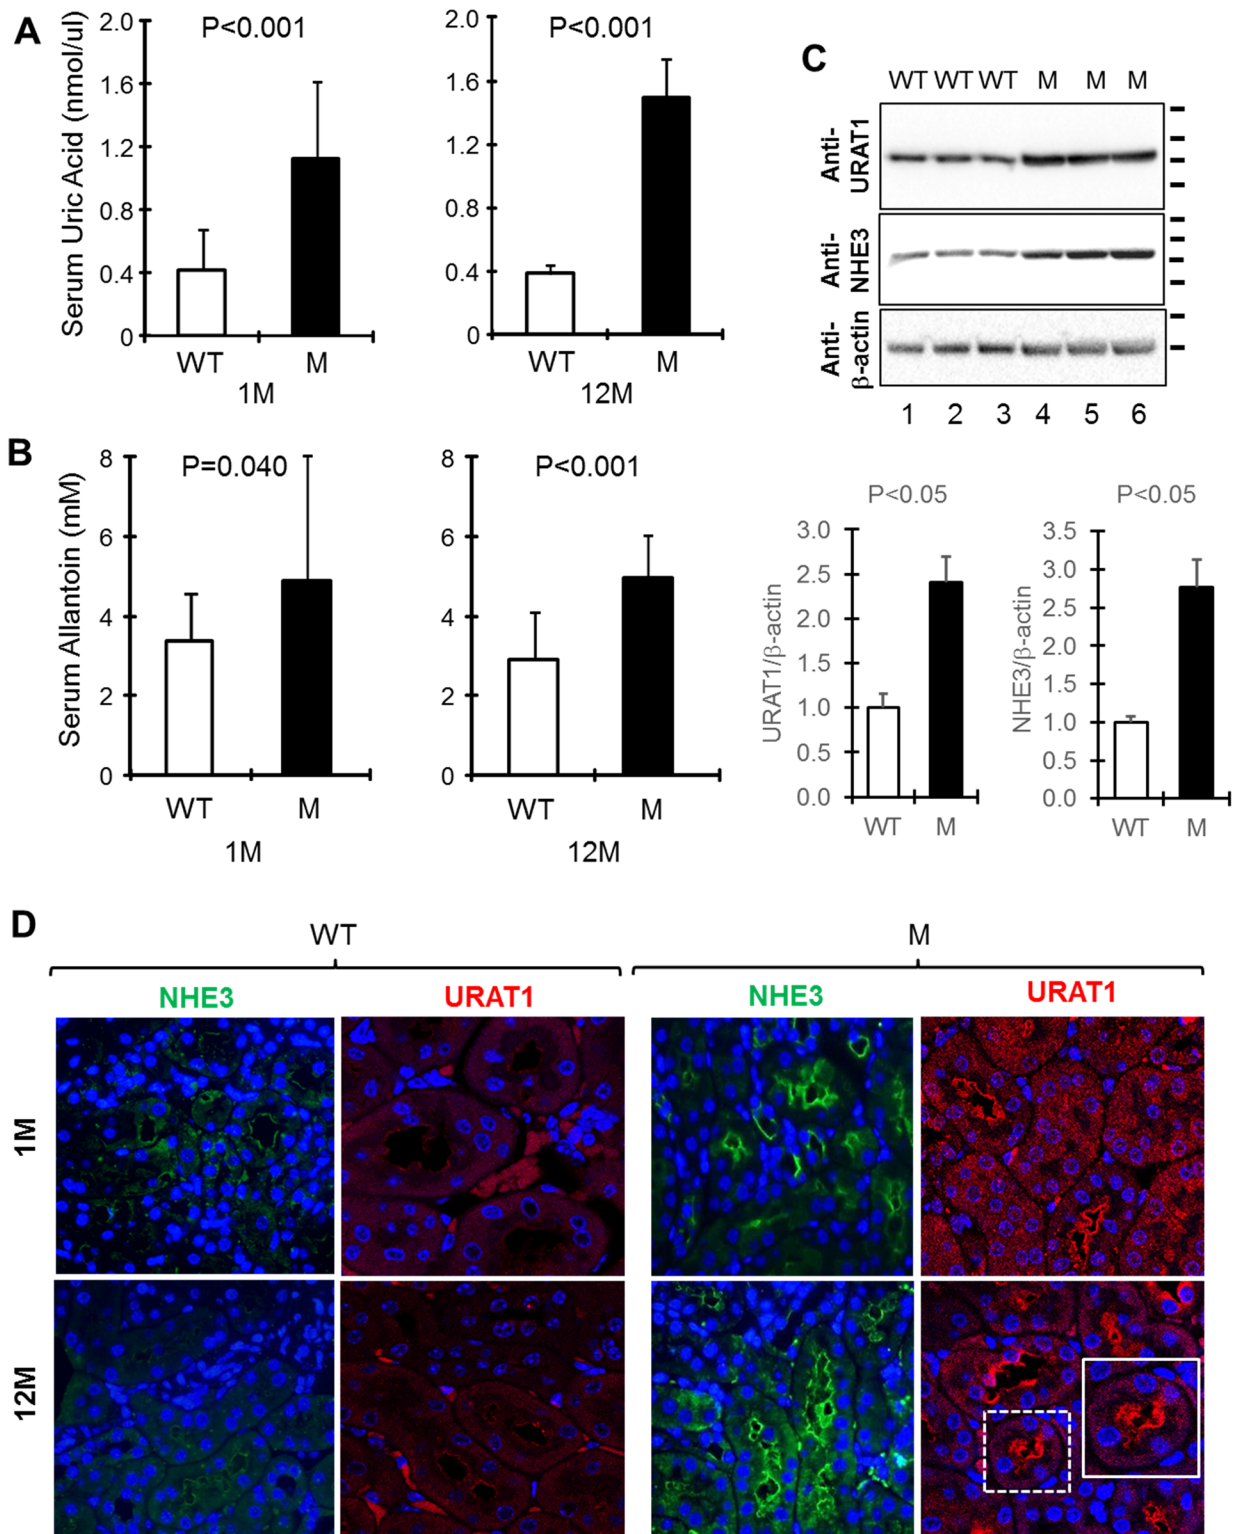 A
Serum Uric Acid (nmol/ul)
2.0
1.6
1.2
0.8
0.4
0
P<0.001
WT
M
1M
2.0
1.6
1.2
0.8
0.4
0
P<0.001
WT
M
12M
B
Serum Allantoin (mM)
8
6
4
2
0
P=0.040
WT
M
1M
8
6
4
2
0
P<0.001
WT
M
12M
C
WT WT WT M M M
Anti-
URAT1
Anti-
NHE3
Anti-
β-actin
1 2 3 4 5 6
P<0.05
URAT1/β-actin
3.0
2.5
2.0
1.5
1.0
0.5
0.0
WT
M
P<0.05
NHE3/β-actin
3.5
3.0
2.5
2.0
1.5
1.0
0.5
0.0
WT
M
D
WT
M
NHE3
URAT1
NHE3
URAT1
1M
12M